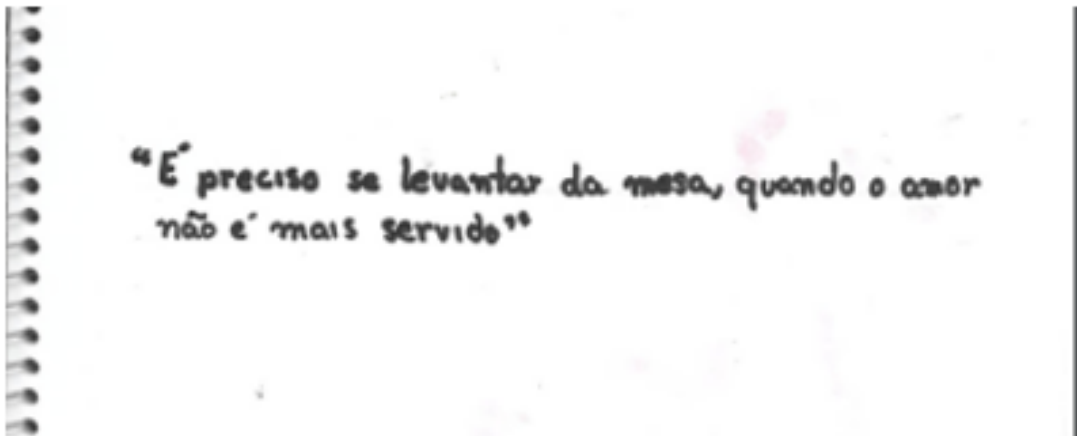 “É preciso se levantar da mesa, quando o amor
não é mais servido”